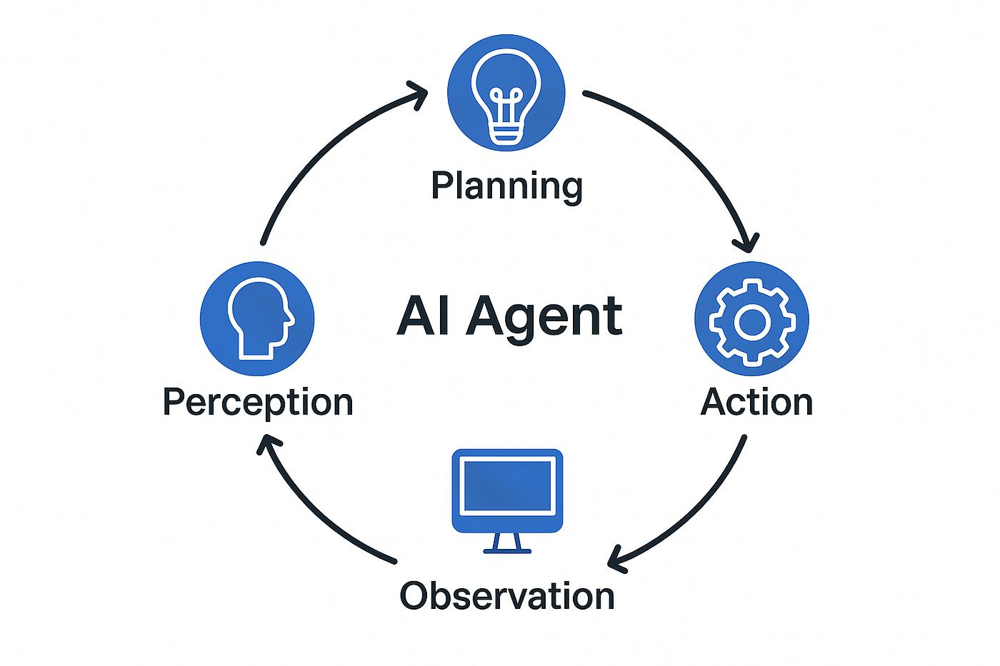 Planning
AI Agent
Perception
Action
Observation